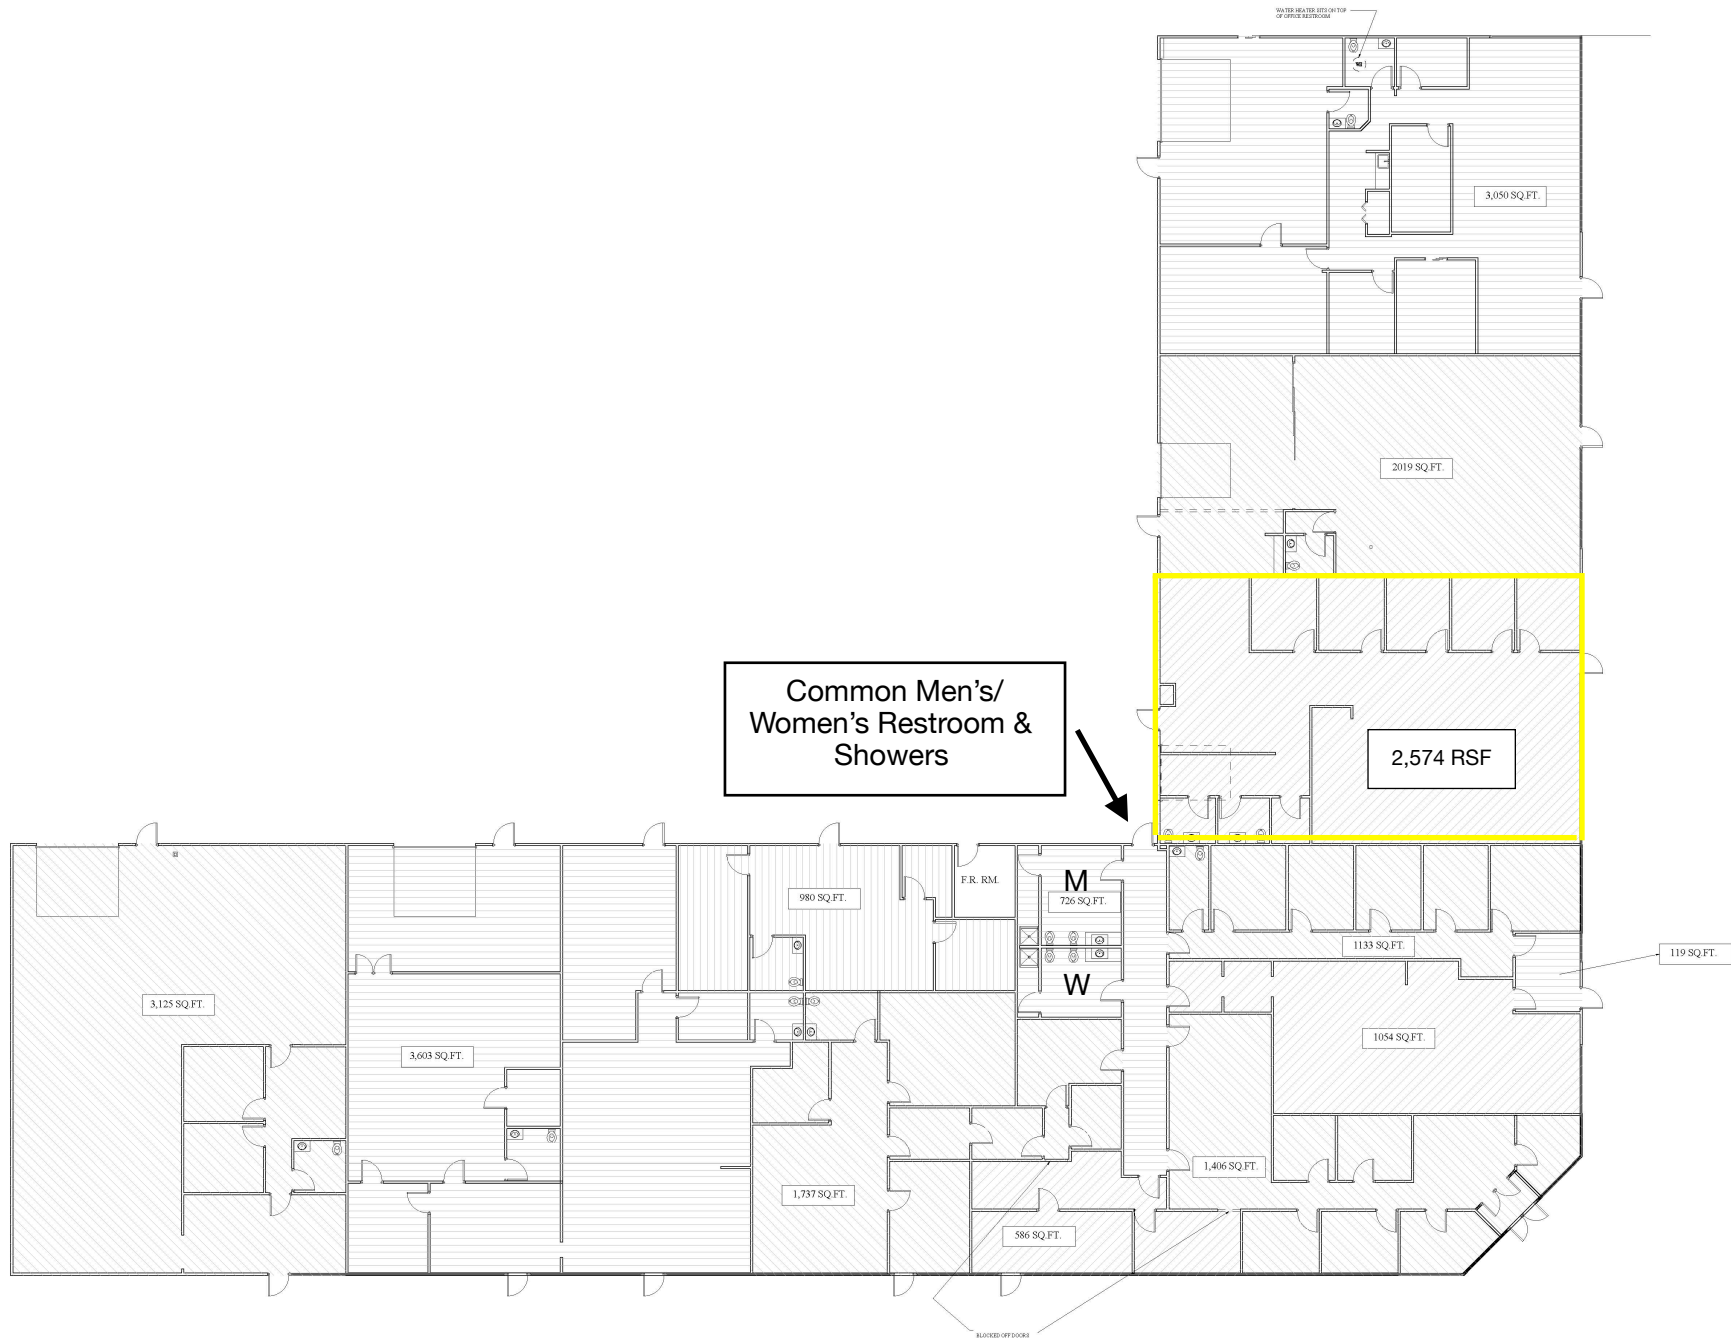 WATER HEATER SITS ON TOP
OF OFFICE RESTROOM
3,050 SQ.FT.
2019 SQ.FT.
Common Men's/
Women's Restroom &
Showers
2,574 RSF
M
726 SQ.FT.
W
F.R. RM.
980 SQ.FT.
1133 SQ.FT.
119 SQ.FT.
3,125 SQ.FT.
3,603 SQ.FT.
1054 SQ.FT.
1,406 SQ.FT.
1,737 SQ.FT.
586 SQ.FT.
BLOCKED OFF DOORS